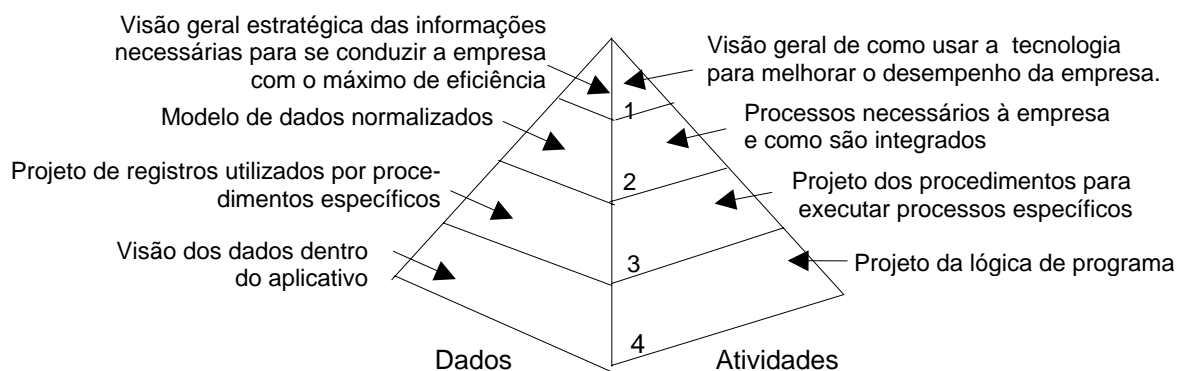 Visão geral estratégica das informações
necessárias para se conduzir a empresa
com o máximo de eficiência
Visão geral de como usar a tecnologia
para melhorar o desempenho da empresa.
1
Modelo de dados normalizados
Processos necessários à empresa
e como são integrados
2
Projeto de registros utilizados por proce-
dimentos específicos
Projeto dos procedimentos para
executar processos específicos
3
Visão dos dados dentro
do aplicativo
Projeto da lógica de programa
4
Dados
Atividades